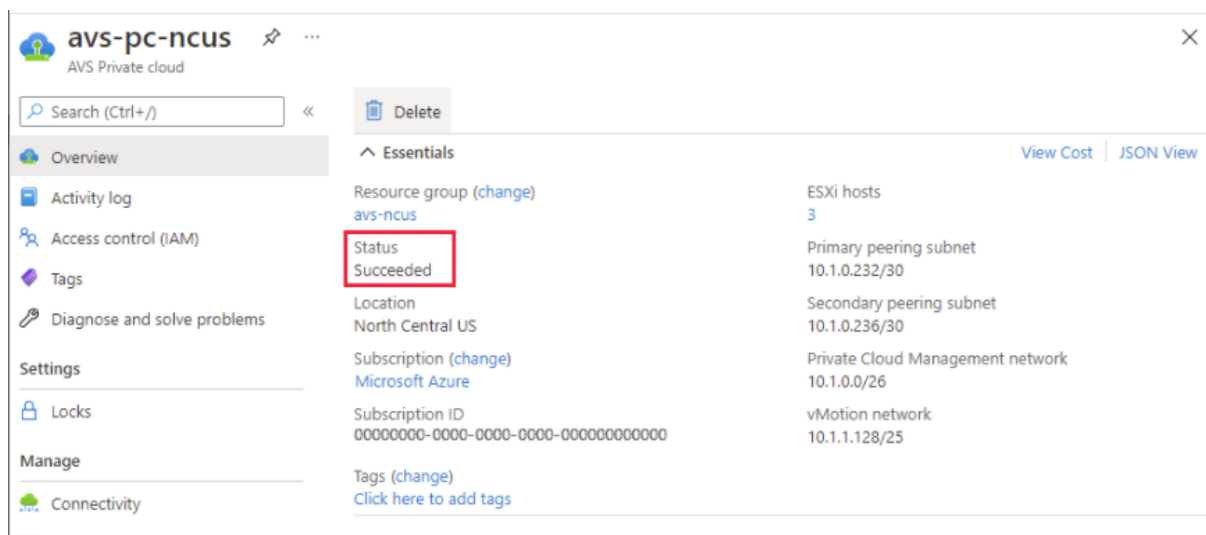 avs-pc-ncus
AVS Private cloud
Search (Ctrl+/)
«
Overview
Activity log
Access control (IAM)
Tags
Diagnose and solve problems
Settings
Locks
Manage
Connectivity
Delete
Essentials
View Cost
JSON View
Resource group (change)
avs-ncus
Status
Succeeded
Location
North Central US
Subscription (change)
Microsoft Azure
Subscription ID
00000000-0000-0000-0000-000000000000
Tags (change)
Click here to add tags
ESXi hosts
3
Primary peering subnet
10.1.0.232/30
Secondary peering subnet
10.1.0.236/30
Private Cloud Management network
10.1.0.0/26
vMotion network
10.1.1.128/25